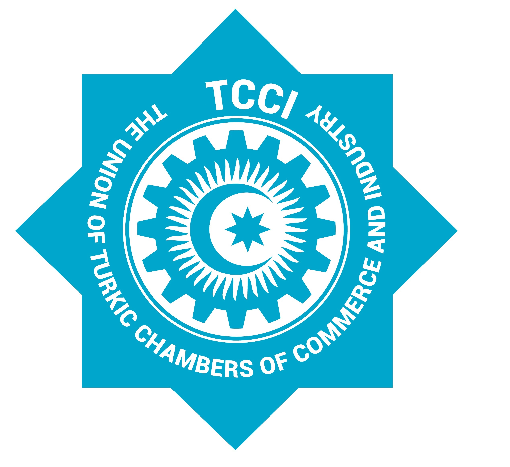 TCCI
THE UNION OF TURKIC CHAMBERS OF COMMERCE AND INDUSTRY